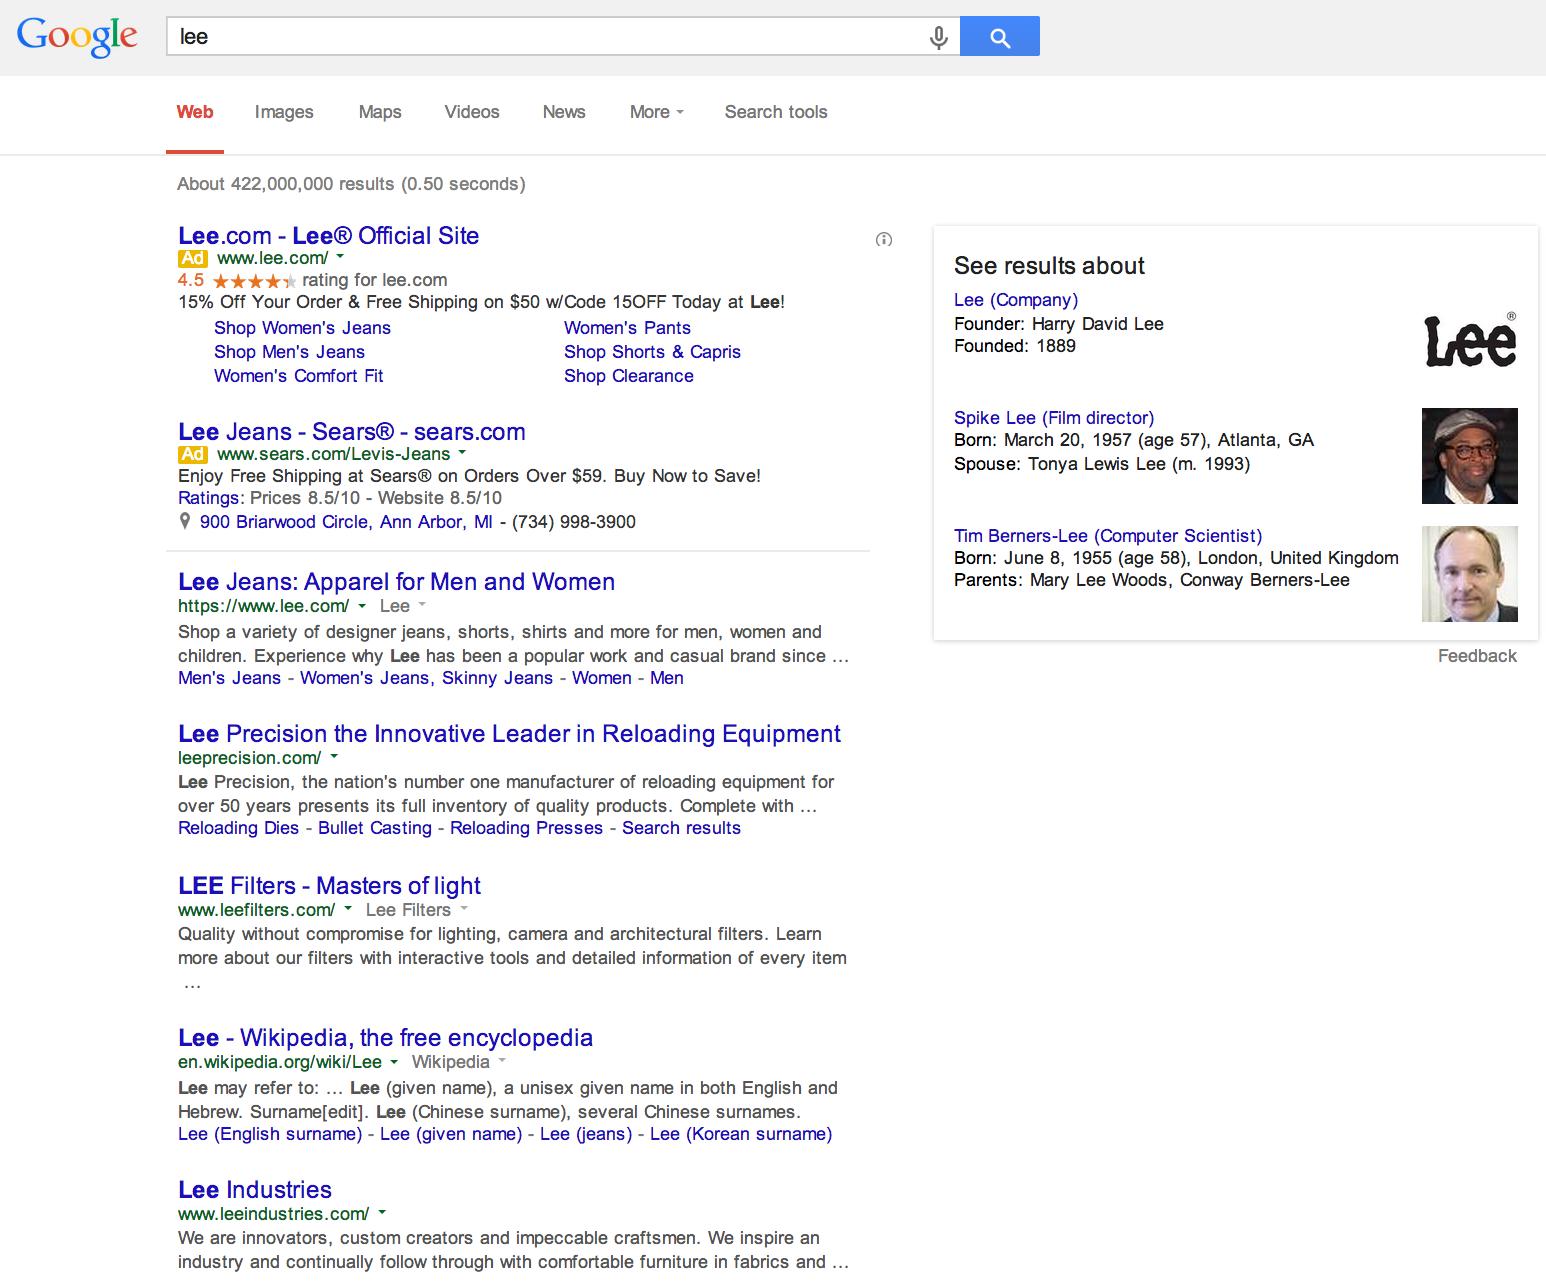 Google
lee
Web Images Maps Videos News More Search tools
About 422,000,000 results (0.50 seconds)
Lee.com - Lee® Official Site
Ad www.lee.com/
4.5 rating for lee.com
15% Off Your Order & Free Shipping on $50 w/Code 15OFF Today at Lee!
Shop Women's Jeans Women's Pants
Shop Men's Jeans Shop Shorts & Capris
Women's Comfort Fit Shop Clearance
Lee Jeans - Sears® - sears.com
Ad www.sears.com/Levis-Jeans
Enjoy Free Shipping at Sears® on Orders Over $59. Buy Now to Save!
Ratings: Prices 8.5/10 - Website 8.5/10
900 Briarwood Circle, Ann Arbor, MI - (734) 998-3900
Lee Jeans: Apparel for Men and Women
https://www.lee.com/ Lee
Shop a variety of designer jeans, shorts, shirts and more for men, women and
children. Experience why Lee has been a popular work and casual brand since ...
Men's Jeans - Women's Jeans, Skinny Jeans - Women - Men
Lee Precision the Innovative Leader in Reloading Equipment
leeprecision.com/
Lee Precision, the nation's number one manufacturer of reloading equipment for
over 50 years presents its full inventory of quality products. Complete with ...
Reloading Dies - Bullet Casting - Reloading Presses - Search results
LEE Filters - Masters of light
www.leefilters.com/ Lee Filters
Quality without compromise for lighting, camera and architectural filters. Learn
more about our filters with interactive tools and detailed information of every item
...
Lee - Wikipedia, the free encyclopedia
en.wikipedia.org/wiki/Lee Wikipedia
Lee may refer to: ... Lee (given name), a unisex given name in both English and
Hebrew. Surname[edit]. Lee (Chinese surname), several Chinese surnames.
Lee (English surname) - Lee (given name) - Lee (jeans) - Lee (Korean surname)
Lee Industries
www.leeindustries.com/
We are innovators, custom creators and impeccable craftsmen. We inspire an
industry and continually follow through with comfortable furniture in fabrics and ...
See results about
Lee (Company)
Founder: Harry David Lee
Founded: 1889
Lee®
Spike Lee (Film director)
Born: March 20, 1957 (age 57), Atlanta, GA
Spouse: Tonya Lewis Lee (m. 1993)
Tim Berners-Lee (Computer Scientist)
Born: June 8, 1955 (age 58), London, United Kingdom
Parents: Mary Lee Woods, Conway Berners-Lee
Feedback